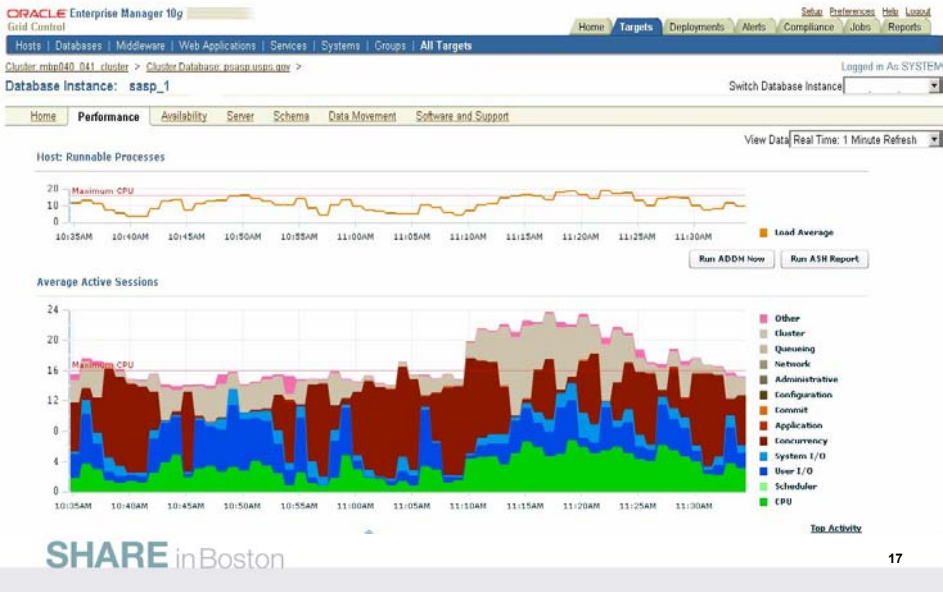 ORACLE Enterprise Manager 10g
Grid Control
Setup Preferences Help Logout
Home Targets Deployments Alerts Compliance Jobs Reports
Hosts | Databases | Middleware | Web Applications | Services | Systems | Groups | All Targets
Cluster: mbp040_041_cluster > Cluster Database: psasp.usps.gov >
Logged in As SYSTEM
Database Instance: sasp_1
Switch Database Instance
Home Performance Availability Server Schema Data Movement Software and Support
View Data Real Time: 1 Minute Refresh
Host: Runnable Processes
20
Maximum CPU
10
0
10:35AM 10:40AM 10:45AM 10:50AM 10:55AM 11:00AM 11:05AM 11:10AM 11:15AM 11:20AM 11:25AM 11:30AM
Load Average
Run ADDM Now Run ASH Report
Average Active Sessions
24
20
16
Maximum CPU
12
8
4
0
10:35AM 10:40AM 10:45AM 10:50AM 10:55AM 11:00AM 11:05AM 11:10AM 11:15AM 11:20AM 11:25AM 11:30AM
Other
Cluster
Queueing
Network
Administrative
Configuration
Commit
Application
Concurrency
System I/O
User I/O
Scheduler
CPU
Top Activity
SHARE in Boston
17